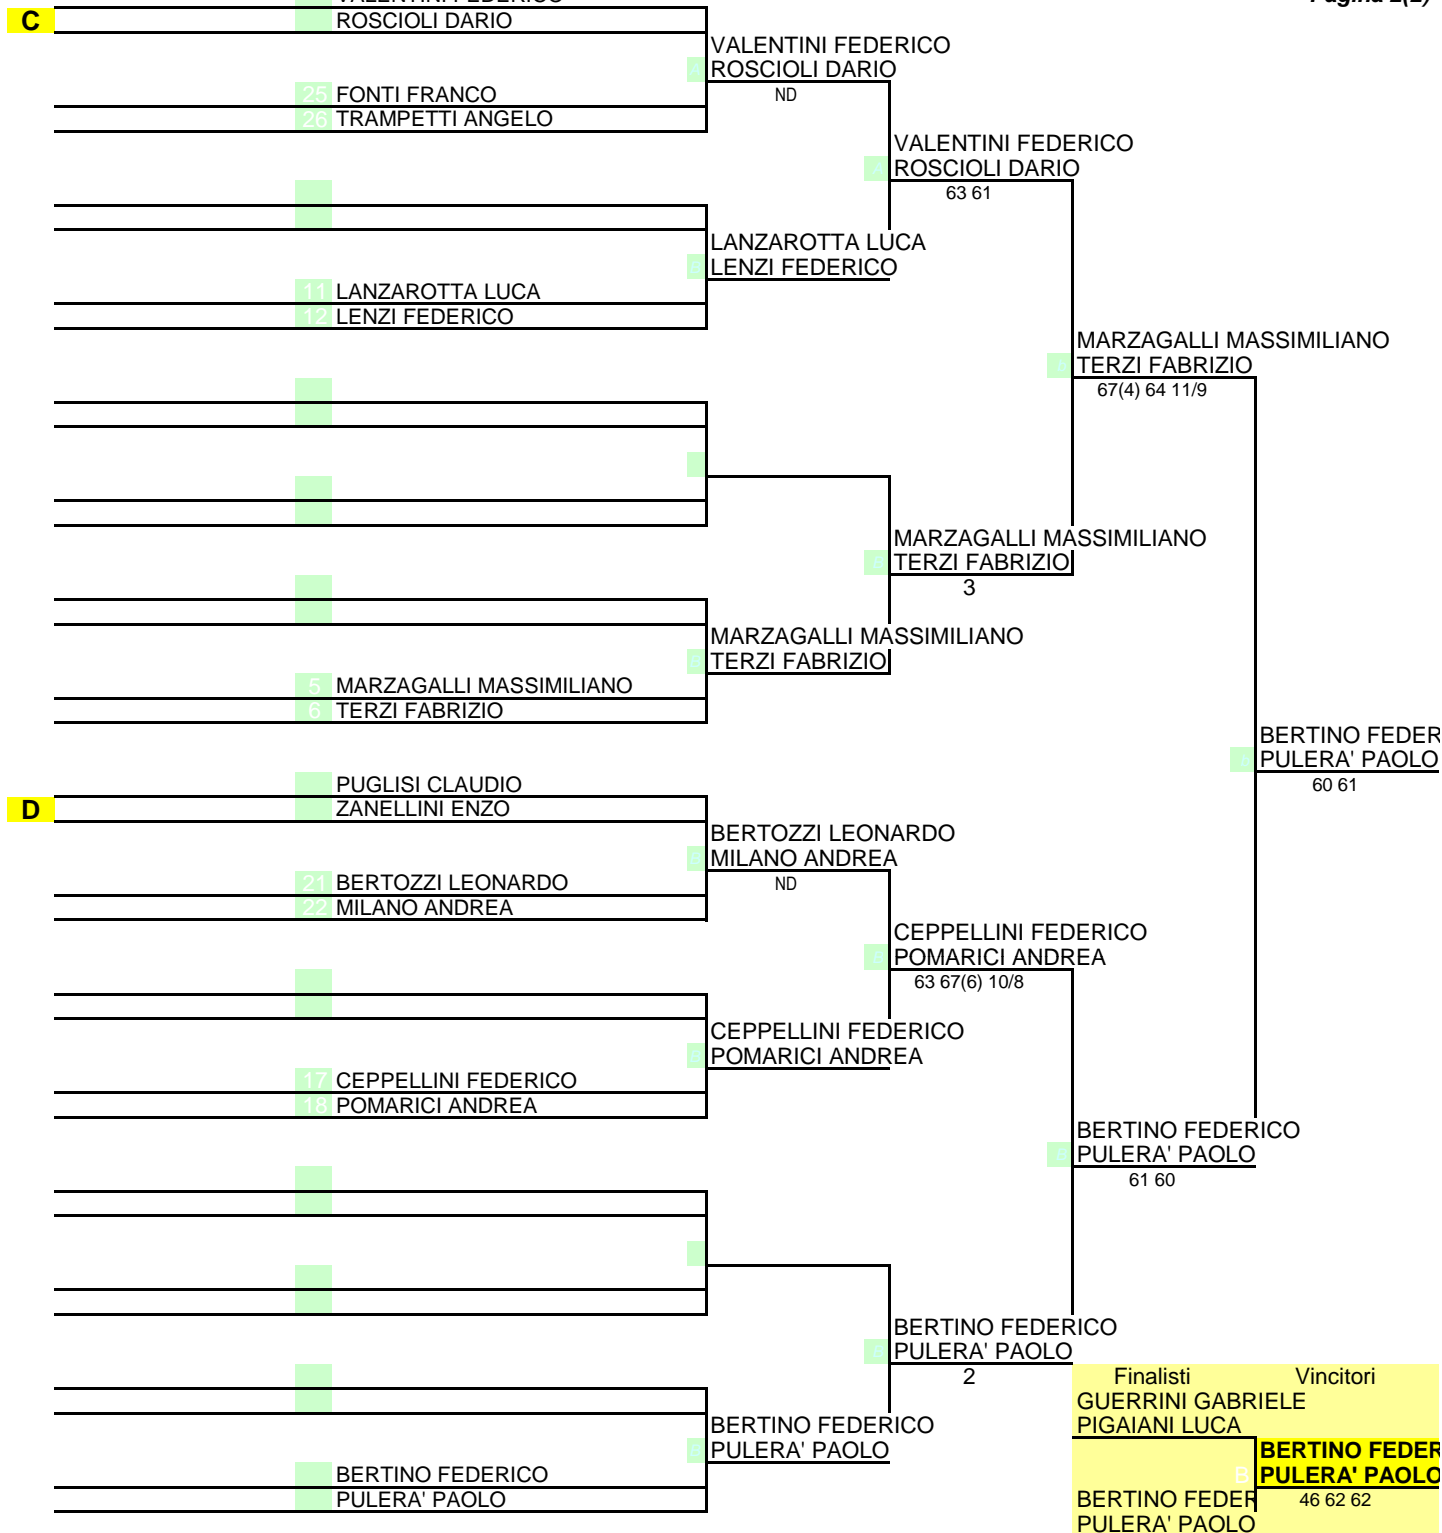 C
ROSCIOLI DARIO
VALENTINI FEDERICO
ROSCIOLI DARIO
ND
25 FONTI FRANCO
26 TRAMPETTI ANGELO
VALENTINI FEDERICO
ROSCIOLI DARIO
63 61
LANZAROTTA LUCA
LENZI FEDERICO
11 LANZAROTTA LUCA
12 LENZI FEDERICO
MARZAGALLI MASSIMILIANO
TERZI FABRIZIO
67(4) 64 11/9
MARZAGALLI MASSIMILIANO
TERZI FABRIZIO
3
MARZAGALLI MASSIMILIANO
TERZI FABRIZIO
5 MARZAGALLI MASSIMILIANO
6 TERZI FABRIZIO
BERTINO FEDER
PULERA' PAOLO
60 61
D
PUGLISI CLAUDIO
ZANELLINI ENZO
BERTOZZI LEONARDO
MILANO ANDREA
ND
21 BERTOZZI LEONARDO
22 MILANO ANDREA
CEPPELLINI FEDERICO
POMARICI ANDREA
63 67(6) 10/8
CEPPELLINI FEDERICO
POMARICI ANDREA
17 CEPPELLINI FEDERICO
18 POMARICI ANDREA
BERTINO FEDERICO
PULERA' PAOLO
61 60
BERTINO FEDERICO
PULERA' PAOLO
2
BERTINO FEDERICO
PULERA' PAOLO
BERTINO FEDERICO
PULERA' PAOLO
Finalisti Vincitori
GUERRINI GABRIELE
PIGAIANI LUCA
BERTINO FEDER
B PULERA' PAOLO
46 62 62
BERTINO FEDER
PULERA' PAOLO